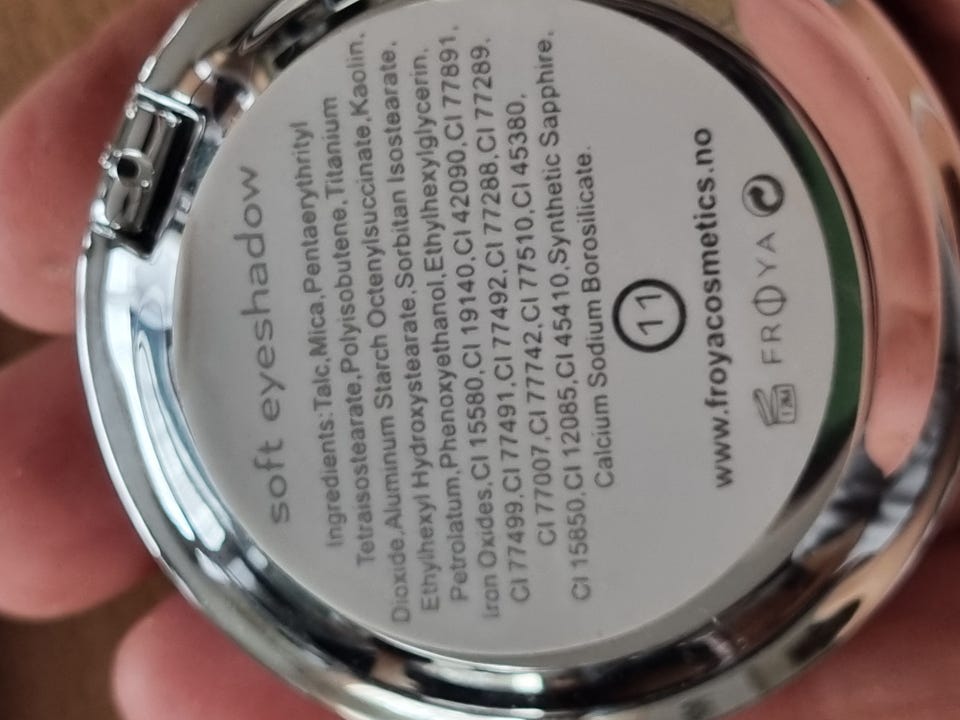 soft eyeshadow
Ingredients:Talc,Mica,Pentaerythrityl
Tetraisostearate,Polyisobutene,Titanium
Dioxide,Aluminum Starch Octenylsuccinate,Kaolin,
Ethylhexyl Hydroxystearate,Sorbitan Isostearate,
Petrolatum,Phenoxyethanol,Ethylhexylglycerin,
Iron Oxides,CI 15580,CI 19140,CI 42090,CI 77891,
CI 77499,CI 77491,CI 77492,CI 77288,CI 77289,
CI 77007,CI 77742,CI 77510,CI 45380,
CI 15850,CI 12085,CI 45410,Synthetic Sapphire,
Calcium Sodium Borosilicate.
11
www.froyacosmetics.no
12M FRØYA